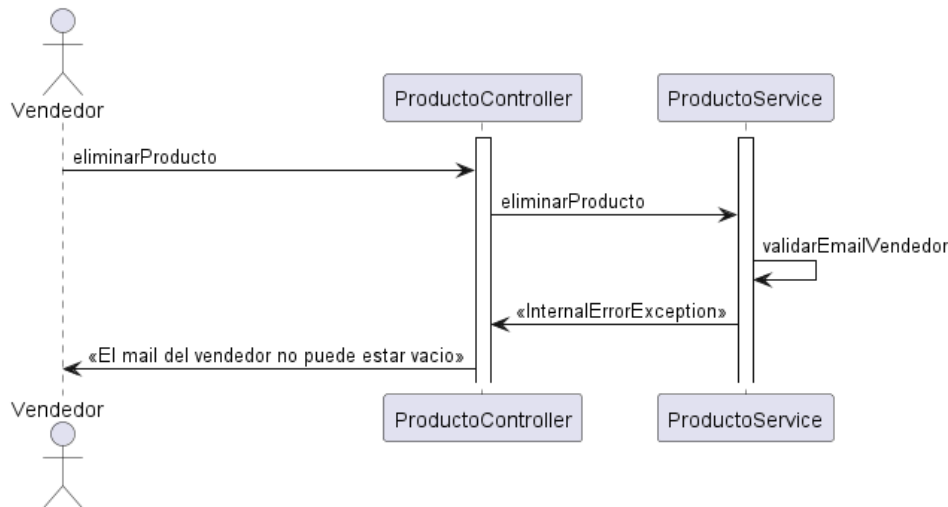 Vendedor
ProductoController
ProductoService
eliminarProducto
eliminarProducto
validarEmailVendedor
«InternalErrorException»
«El mail del vendedor no puede estar vacio»
Vendedor
ProductoController
ProductoService